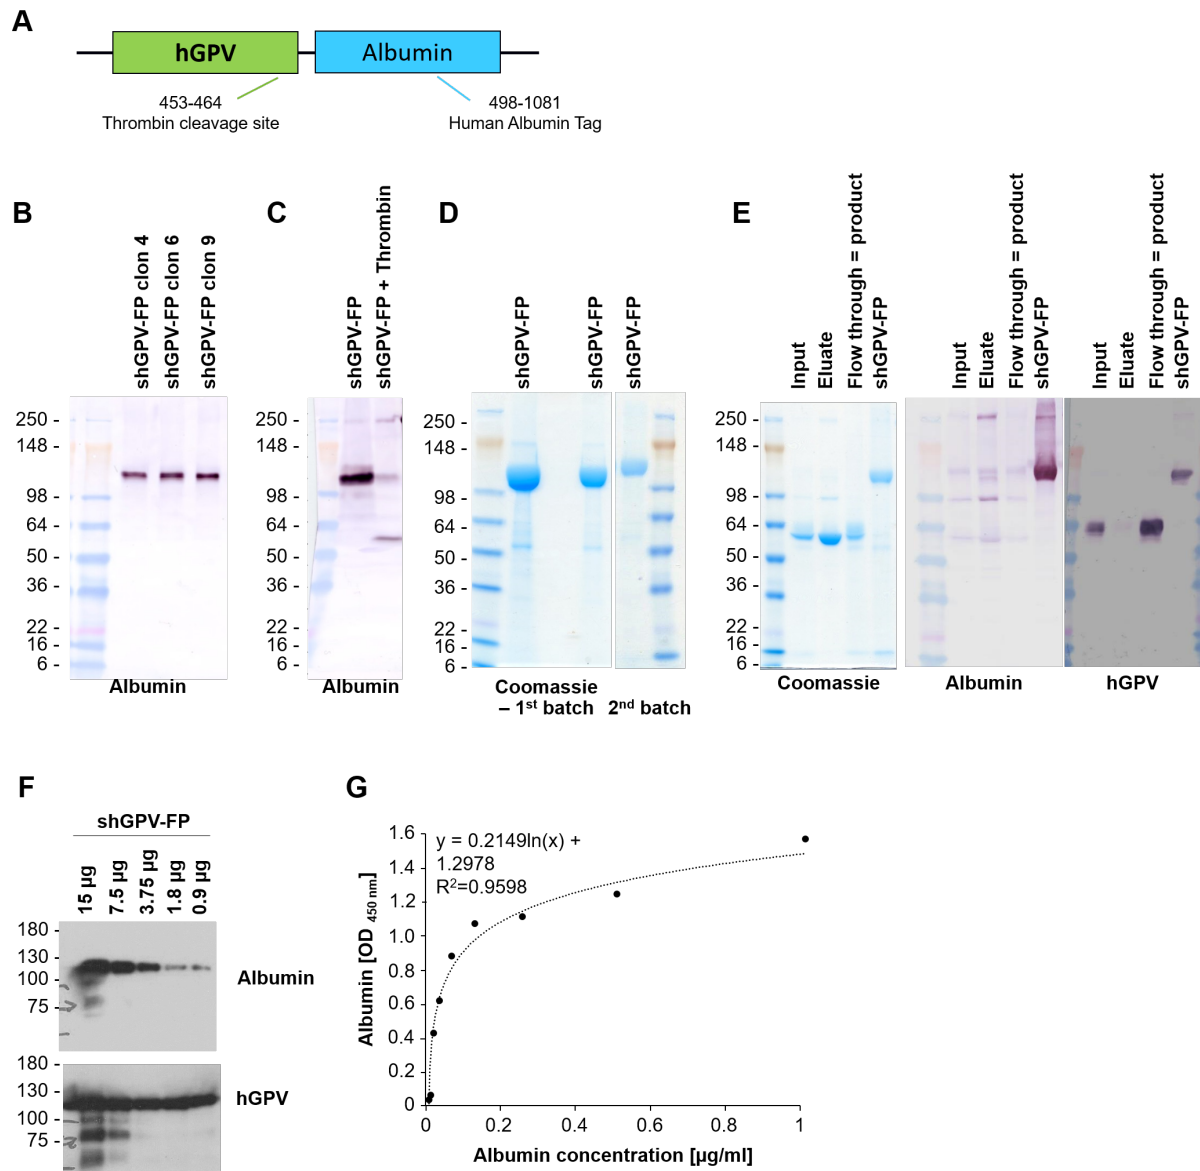 A
hGPV
Albumin
453-464
Thrombin cleavage site
498-1081
Human Albumin Tag
B
shGPV-FP clon 4
shGPV-FP clon 6
shGPV-FP clon 9
250 -
148 -
98 -
64 -
50 -
36 -
22 -
16 -
6 -
Albumin
C
shGPV-FP
shGPV-FP + Thrombin
250 -
148 -
98 -
64 -
50 -
36 -
22 -
16 -
6 -
Albumin
D
shGPV-FP
shGPV-FP
shGPV-FP
250 -
148 -
98 -
64 -
50 -
36 -
22 -
16 -
6 -
Coomassie
– 1st batch
2nd batch
E
Input
Eluate
Flow through = product
shGPV-FP
Input
Eluate
Flow through = product
shGPV-FP
Input
Eluate
Flow through = product
shGPV-FP
250 -
148 -
98 -
64 -
50 -
36 -
22 -
16 -
6 -
Coomassie
Albumin
hGPV
F
shGPV-FP
15 µg
7.5 µg
3.75 µg
1.8 µg
0.9 µg
180 -
130 -
100 -
75 -
Albumin
180 -
130 -
100 -
75 -
hGPV
G
y = 0.2149ln(x) +
1.2978
R²=0.9598
Albumin [OD 450 nm]
1.6
1.4
1.2
1.0
0.8
0.6
0.4
0.2
0
0
0.2
0.4
0.6
0.8
1
Albumin concentration [µg/ml]